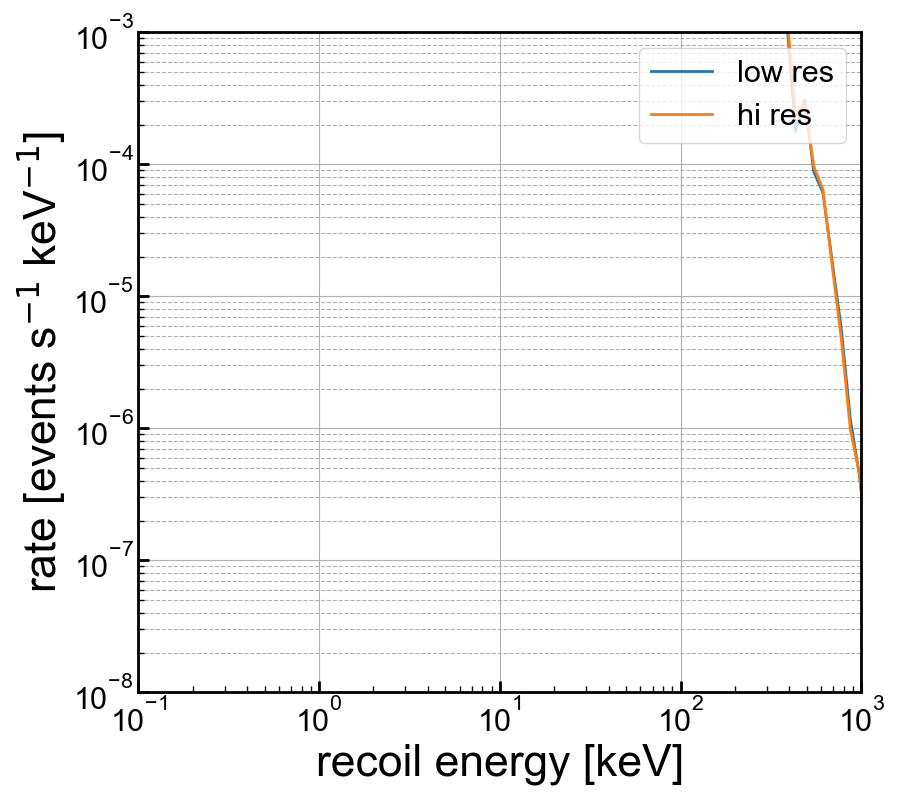 10⁻³
10⁻⁴
10⁻⁵
10⁻⁶
10⁻⁷
10⁻⁸
rate [events s⁻¹ keV⁻¹]
low res
hi res
10⁻¹ 10⁰ 10¹ 10² 10³
recoil energy [keV]